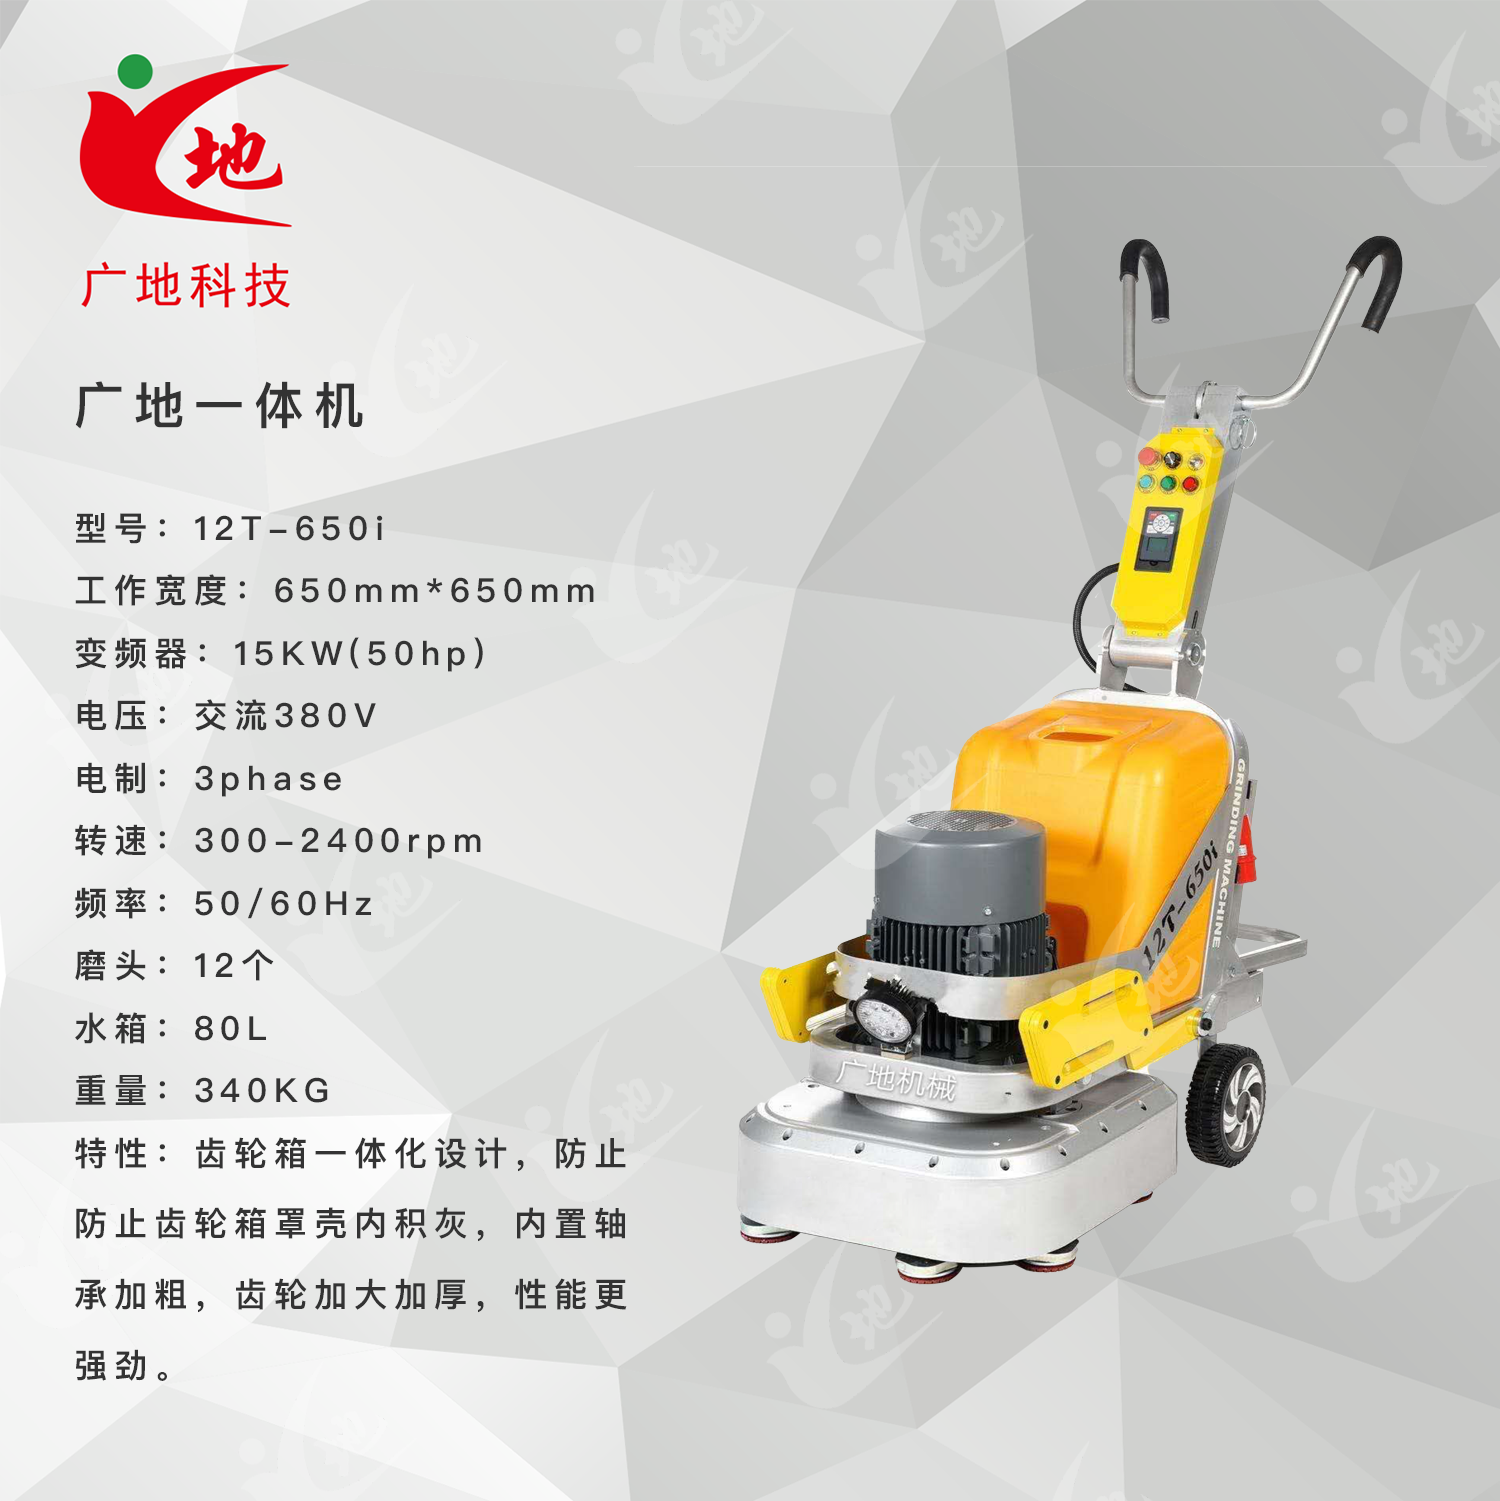 地
广地科技
广地一体机
型号：12T-650i
工作宽度：650mm*650mm
变频器：15KW(50hp)
电压：交流380V
电制：3phase
转速：300-2400rpm
频率：50/60Hz
磨头：12个
水箱：80L
重量：340KG
特性：齿轮箱一体化设计，防止
防止齿轮箱罩壳内积灰，内置轴
承加粗，齿轮加大加厚，性能更
强劲。
GRINDING MACHINE
12T-650i
广地机械